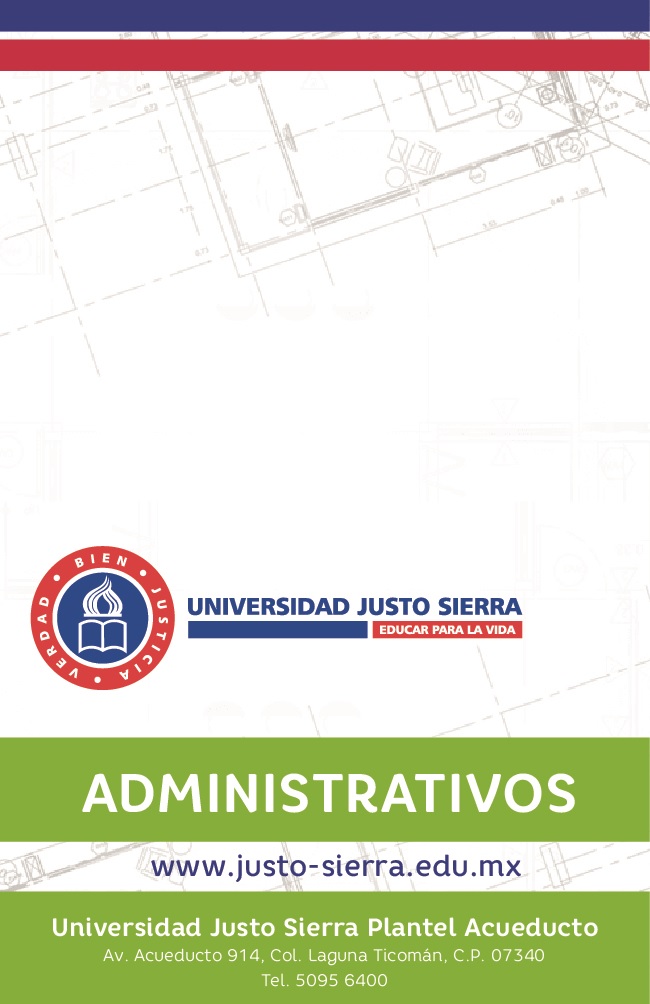 VERDAD • BIEN • JUSTICIA •
UNIVERSIDAD JUSTO SIERRA
EDUCAR PARA LA VIDA
ADMINISTRATIVOS
www.justo-sierra.edu.mx
Universidad Justo Sierra Plantel Acueducto
Av. Acueducto 914, Col. Laguna Ticomán, C.P. 07340
Tel. 5095 6400